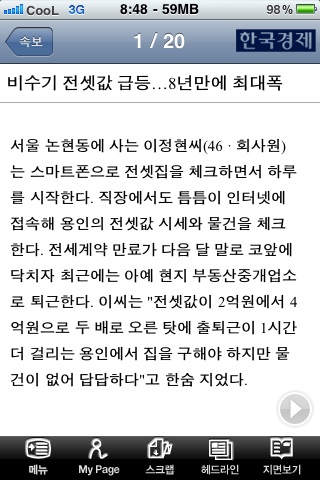 CooL 3G 8:48 - 59MB 98%
속보 1 / 20 한국경제
비수기 전셋값 급등…8년만에 최대폭
서울 논현동에 사는 이정현씨(46 · 회사원)
는 스마트폰으로 전셋집을 체크하면서 하루
를 시작한다. 직장에서도 틈틈이 인터넷에
접속해 용인의 전셋값 시세와 물건을 체크
한다. 전세계약 만료가 다음 달 말로 코앞에
닥치자 최근에는 아예 현지 부동산중개업소
로 퇴근한다. 이씨는 "전셋값이 2억원에서 4
억원으로 두 배로 오른 탓에 출퇴근이 1시간
더 걸리는 용인에서 집을 구해야 하지만 물
건이 없어 답답하다"고 한숨 지었다.
메뉴 My Page 스크랩 헤드라인 지면보기